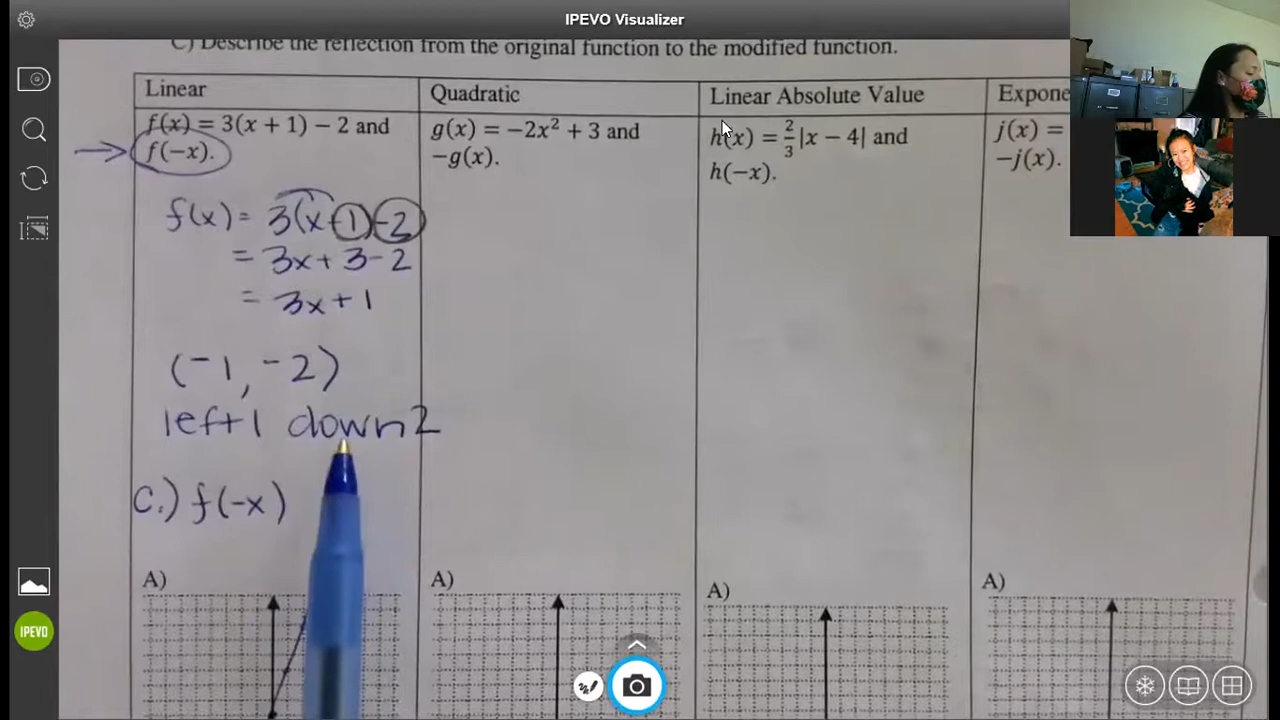 IPEVO Visualizer
C) Describe the reflection from the original function to the modified function.
Linear
f(x) = 3(x + 1) − 2 and
f(−x).
f(x) = 3(x+1)-2
= 3x+3-2
= 3x+1
(-1, -2)
left 1 down 2
C.) f(-x)
A)
Quadratic
g(x) = −2x² + 3 and
−g(x).
A)
Linear Absolute Value
h(x) = 2/3 |x − 4| and
h(−x).
A)
Expone
j(x) =
−j(x).
A)
IPEVO